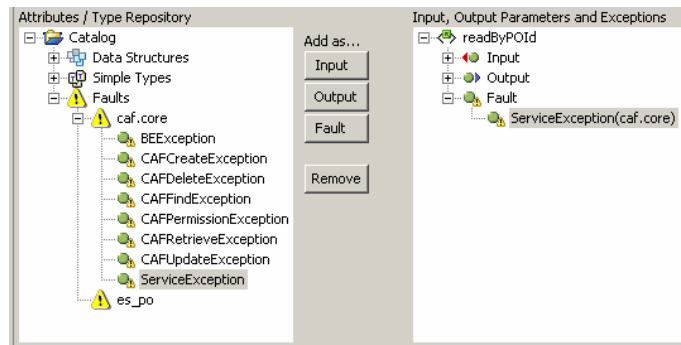 Attributes / Type Repository
Catalog
Data Structures
Simple Types
Faults
caf.core
BEException
CAFCreateException
CAFDeleteException
CAFFindException
CAFPermissionException
CAFRetrieveException
CAFUpdateException
ServiceException
es_po
Add as...
Input
Output
Fault
Remove
Input, Output Parameters and Exceptions
readByPOId
Input
Output
Fault
ServiceException(caf.core)